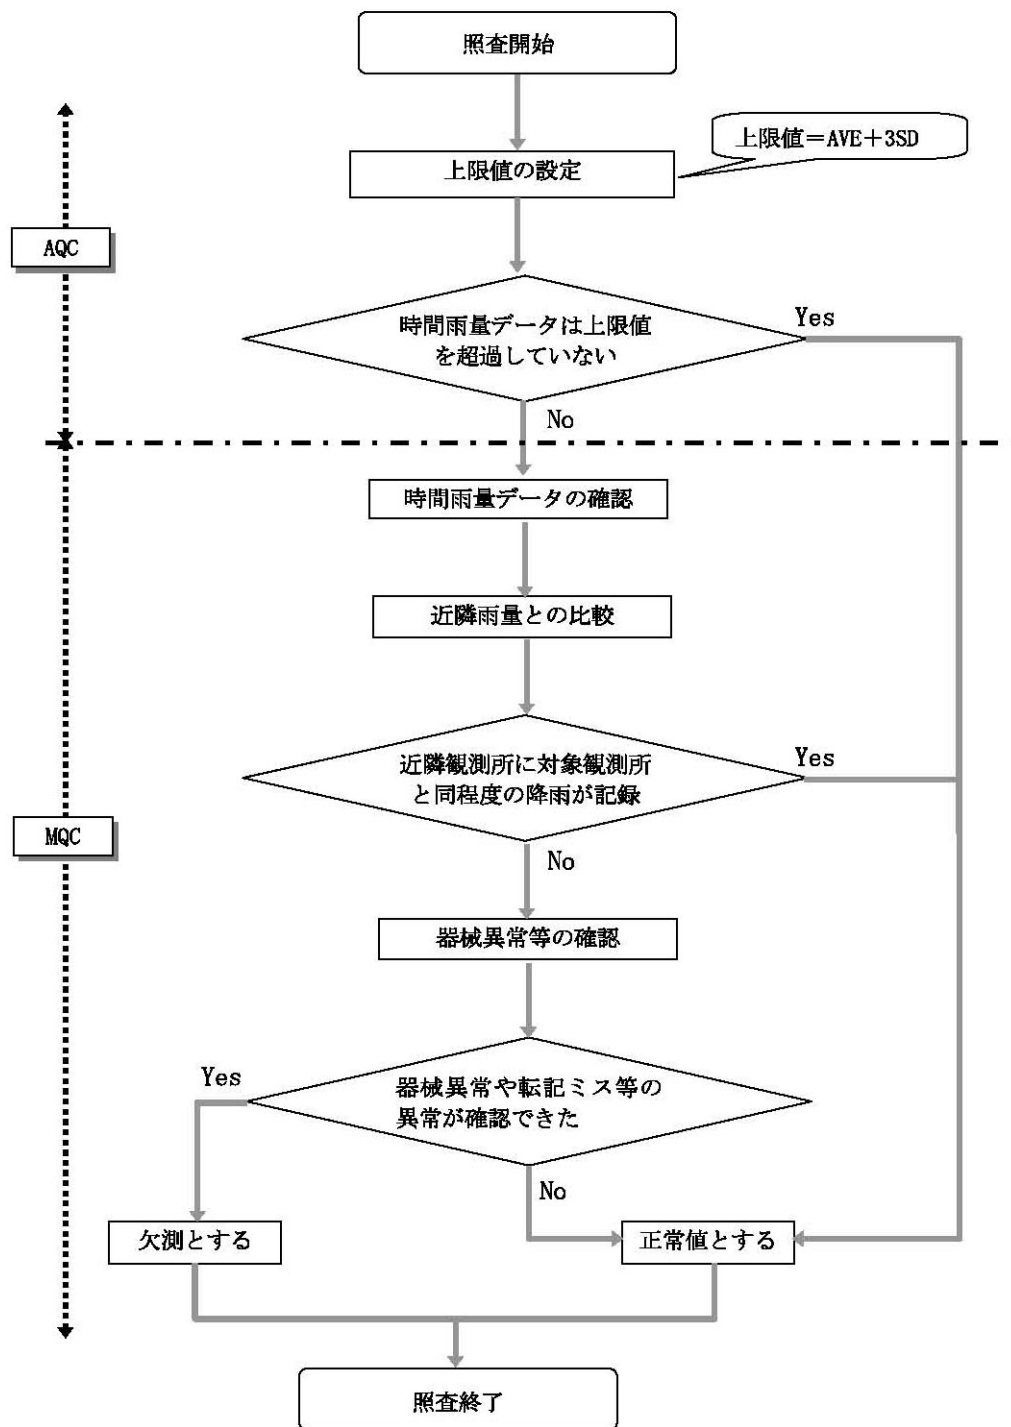 照査開始
上限値=AVE+3SD
上限値の設定
AQC
時間雨量データは上限値
を超過していない
Yes
No
時間雨量データの確認
近隣雨量との比較
近隣観測所に対象観測所
と同程度の降雨が記録
Yes
MQC
No
器械異常等の確認
Yes
器械異常や転記ミス等の
異常が確認できた
No
欠測とする
正常値とする
照査終了